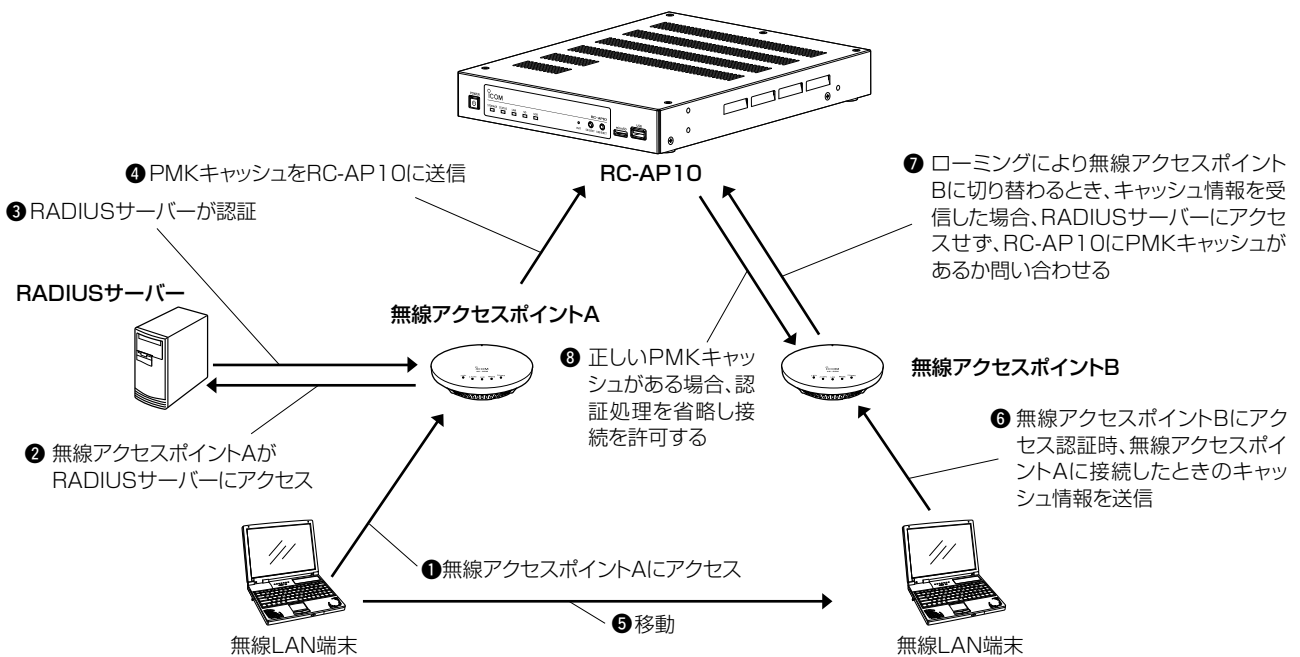 ICOM
RC-AP10
RC-AP10
❹PMKキャッシュをRC-AP10に送信
❸RADIUSサーバーが認証
RADIUSサーバー
無線アクセスポイントA
❷ 無線アクセスポイントAが
RADIUSサーバーにアクセス
❶無線アクセスポイントAにアクセス
❺移動
無線LAN端末
❼ ローミングにより無線アクセスポイント
Bに切り替わるとき、キャッシュ情報を受
信した場合、RADIUSサーバーにアクセ
スせず、RC-AP10にPMKキャッシュが
あるか問い合わせる
❽ 正しいPMKキャッ
シュがある場合、認
証処理を省略し接
続を許可する
無線アクセスポイントB
❻ 無線アクセスポイントBにアク
セス認証時、無線アクセスポイ
ントAに接続したときのキャッ
シュ情報を送信
無線LAN端末